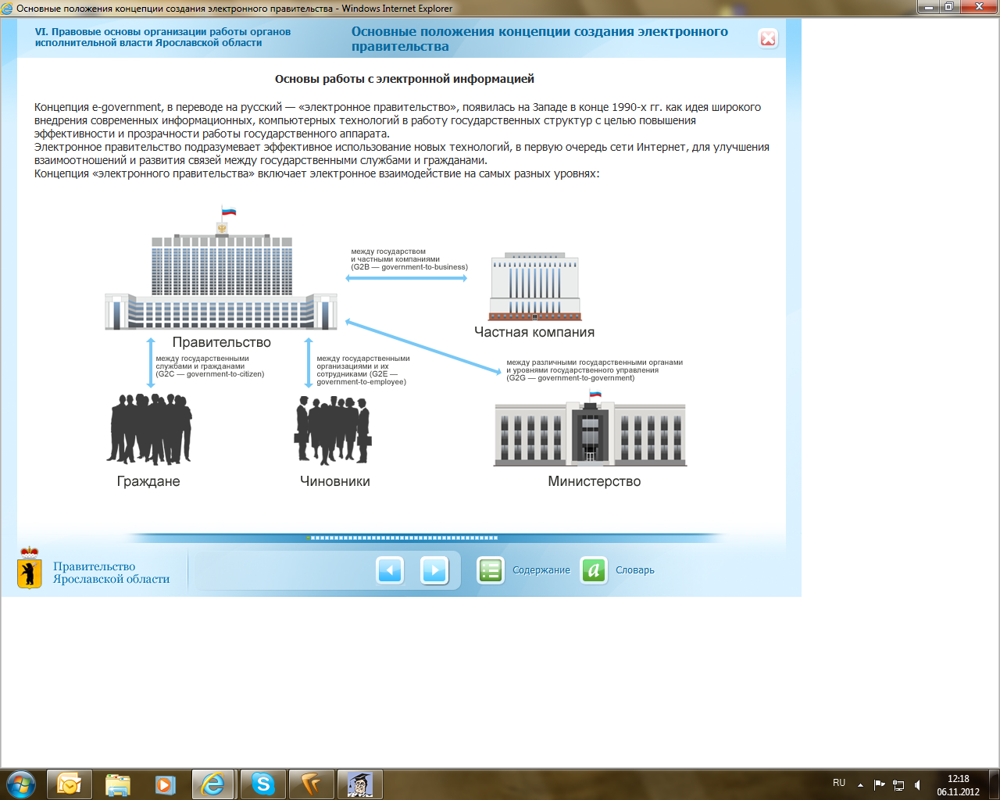 Основные положения концепции создания электронного правительства - Windows Internet Explorer
VI. Правовые основы организации работы органов
исполнительной власти Ярославской области
Основные положения концепции создания электронного
правительства
Основы работы с электронной информацией
Концепция e-government, в переводе на русский — «электронное правительство», появилась на Западе в конце 1990-х гг. как идея широкого
внедрения современных информационных, компьютерных технологий в работу государственных структур с целью повышения
эффективности и прозрачности работы государственного аппарата.
Электронное правительство подразумевает эффективное использование новых технологий, в первую очередь сети Интернет, для улучшения
взаимоотношений и развития связей между государственными службами и гражданами.
Концепция «электронного правительства» включает электронное взаимодействие на самых разных уровнях:
между государством
и частными компаниями
(G2B — government-to-business)
Частная компания
Правительство
между государственными
службами и гражданами
(G2C — government-to-citizen)
между государственными
организациями и их
сотрудниками (G2E —
government-to-employee)
между различными государственными органами
и уровнями государственного управления
(G2G — government-to-government)
Граждане
Чиновники
Министерство
Правительство
Ярославской области
Содержание
Словарь
RU
12:18
06.11.2012